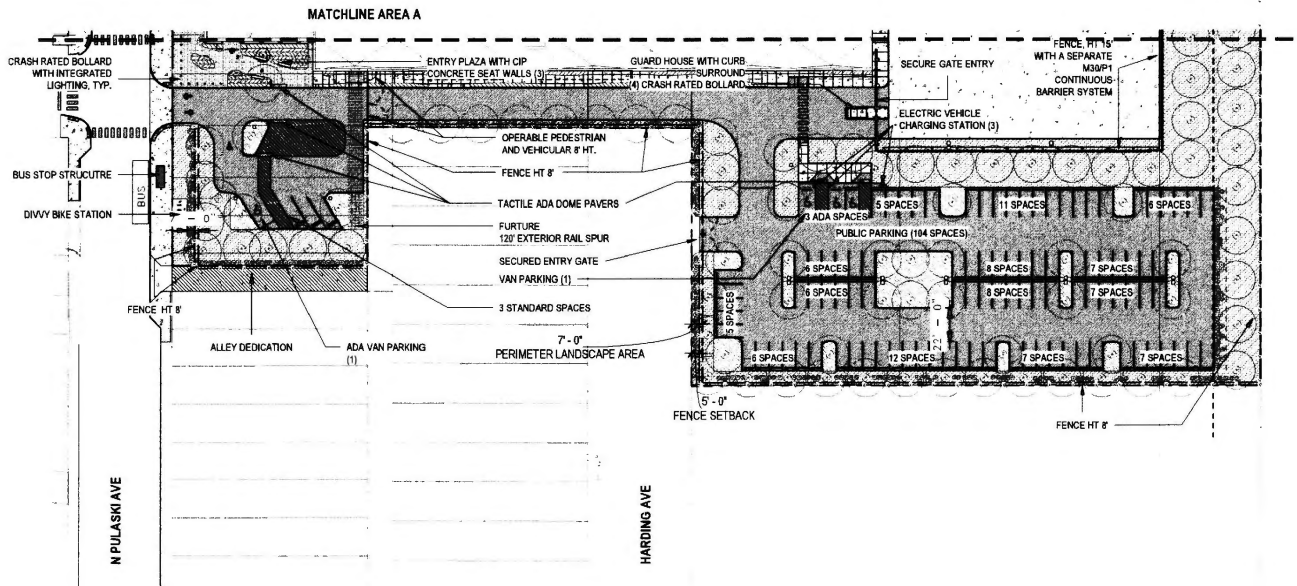 MATCHLINE AREA A
CRASH RATED BOLLARD
WITH INTEGRATED
LIGHTING, TYP.
ENTRY PLAZA WITH CIP
CONCRETE SEAT WALLS (3)
GUARD HOUSE WITH CURB
SURROUND
(4) CRASH RATED BOLLARD
SECURE GATE ENTRY
FENCE, HT 15'
WITH A SEPARATE
M30/P1
CONTINUOUS
BARRIER SYSTEM
ELECTRIC VEHICLE
CHARGING STATION (3)
OPERABLE PEDESTRIAN
AND VEHICULAR 8' HT.
BUS STOP STRUCUTRE
BUS
FENCE HT 8'
TACTILE ADA DOME PAVERS
DIVVY BIKE STATION
- 0"
FURTURE
120' EXTERIOR RAIL SPUR
SECURED ENTRY GATE
VAN PARKING (1)
3 STANDARD SPACES
3 ADA SPACES
5 SPACES
11 SPACES
6 SPACES
PUBLIC PARKING (104 SPACES)
6 SPACES
8 SPACES
7 SPACES
6 SPACES
8 SPACES
7 SPACES
5 SPACES
22' - 0"
FENCE HT 8'
ALLEY DEDICATION
ADA VAN PARKING
(1)
7' - 0"
PERIMETER LANDSCAPE AREA
6 SPACES
12 SPACES
7 SPACES
7 SPACES
5' - 0"
FENCE SETBACK
FENCE HT 8'
N PULASKI AVE
HARDING AVE